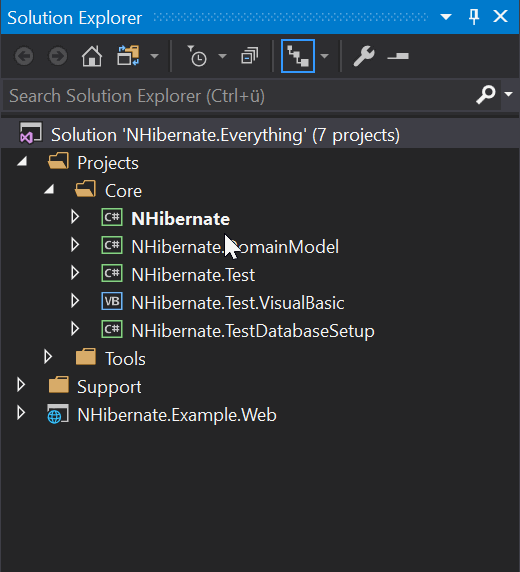 Solution Explorer
Search Solution Explorer (Ctrl+ü)
Solution 'NHibernate.Everything' (7 projects)
Projects
Core
C# NHibernate
C# NHibernate.DomainModel
C# NHibernate.Test
VB NHibernate.Test.VisualBasic
C# NHibernate.TestDatabaseSetup
Tools
Support
NHibernate.Example.Web